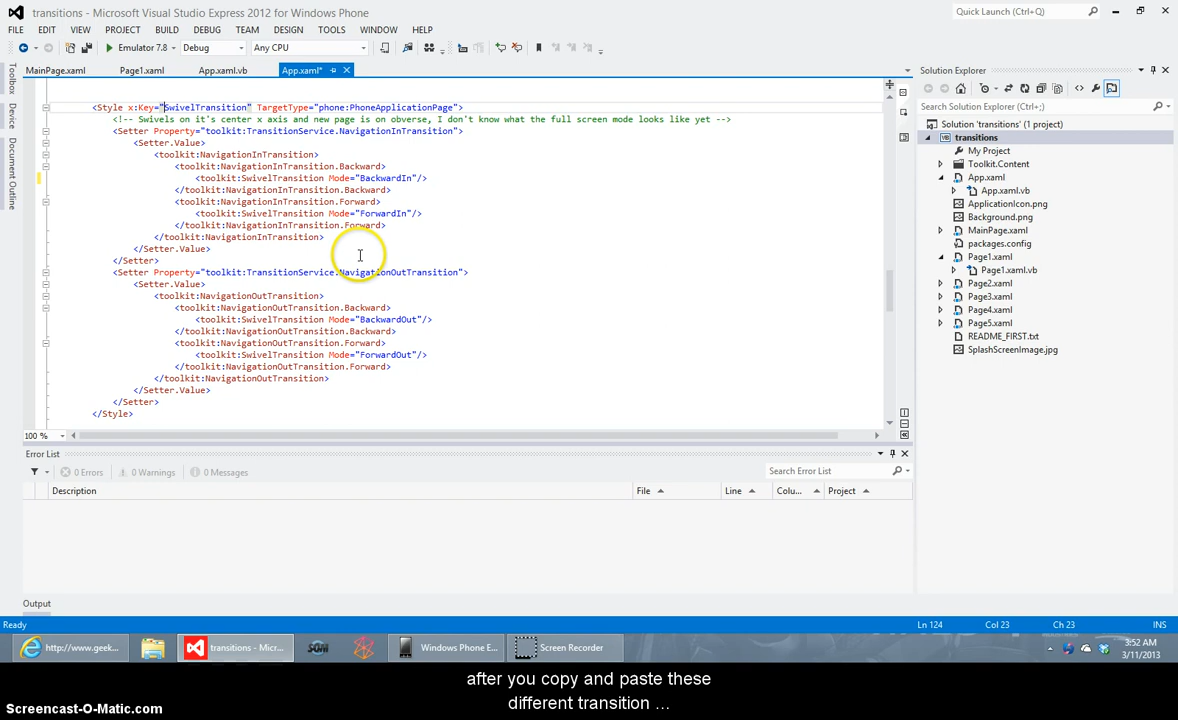 transitions - Microsoft Visual Studio Express 2012 for Windows Phone
Quick Launch (Ctrl+Q)
FILE EDIT VIEW PROJECT BUILD DEBUG TEAM DESIGN TOOLS WINDOW HELP
Emulator 7.8 Debug Any CPU
MainPage.xaml Page1.xaml App.xaml.vb App.xaml*
Toolbox
Device
Document Outline
<Style x:Key="SwivelTransition" TargetType="phone:PhoneApplicationPage">
<!-- Swivels on it's center x axis and new page is on obverse, I don't know what the full screen mode looks like yet -->
<Setter Property="toolkit:TransitionService.NavigationInTransition">
<Setter.Value>
<toolkit:NavigationInTransition>
<toolkit:NavigationInTransition.Backward>
<toolkit:SwivelTransition Mode="BackwardIn"/>
</toolkit:NavigationInTransition.Backward>
<toolkit:NavigationInTransition.Forward>
<toolkit:SwivelTransition Mode="ForwardIn"/>
</toolkit:NavigationInTransition.Forward>
</toolkit:NavigationInTransition>
</Setter.Value>
</Setter>
<Setter Property="toolkit:TransitionService.NavigationOutTransition">
<Setter.Value>
<toolkit:NavigationOutTransition>
<toolkit:NavigationOutTransition.Backward>
<toolkit:SwivelTransition Mode="BackwardOut"/>
</toolkit:NavigationOutTransition.Backward>
<toolkit:NavigationOutTransition.Forward>
<toolkit:SwivelTransition Mode="ForwardOut"/>
</toolkit:NavigationOutTransition.Forward>
</toolkit:NavigationOutTransition>
</Setter.Value>
</Setter>
</Style>
100 %
Solution Explorer
Search Solution Explorer (Ctrl+;)
Solution 'transitions' (1 project)
transitions
My Project
Toolkit.Content
App.xaml
App.xaml.vb
ApplicationIcon.png
Background.png
MainPage.xaml
packages.config
Page1.xaml
Page1.xaml.vb
Page2.xaml
Page3.xaml
Page4.xaml
Page5.xaml
README_FIRST.txt
SplashScreenImage.jpg
Error List
0 Errors 0 Warnings 0 Messages
Search Error List
Description File Line Colu... Project
Output
Ready Ln 124 Col 23 Ch 23 INS
http://www.geek... transitions - Micr... SGM Windows Phone E... Screen Recorder
3:52 AM
3/11/2013
after you copy and paste these
different transition ...
Screencast-O-Matic.com